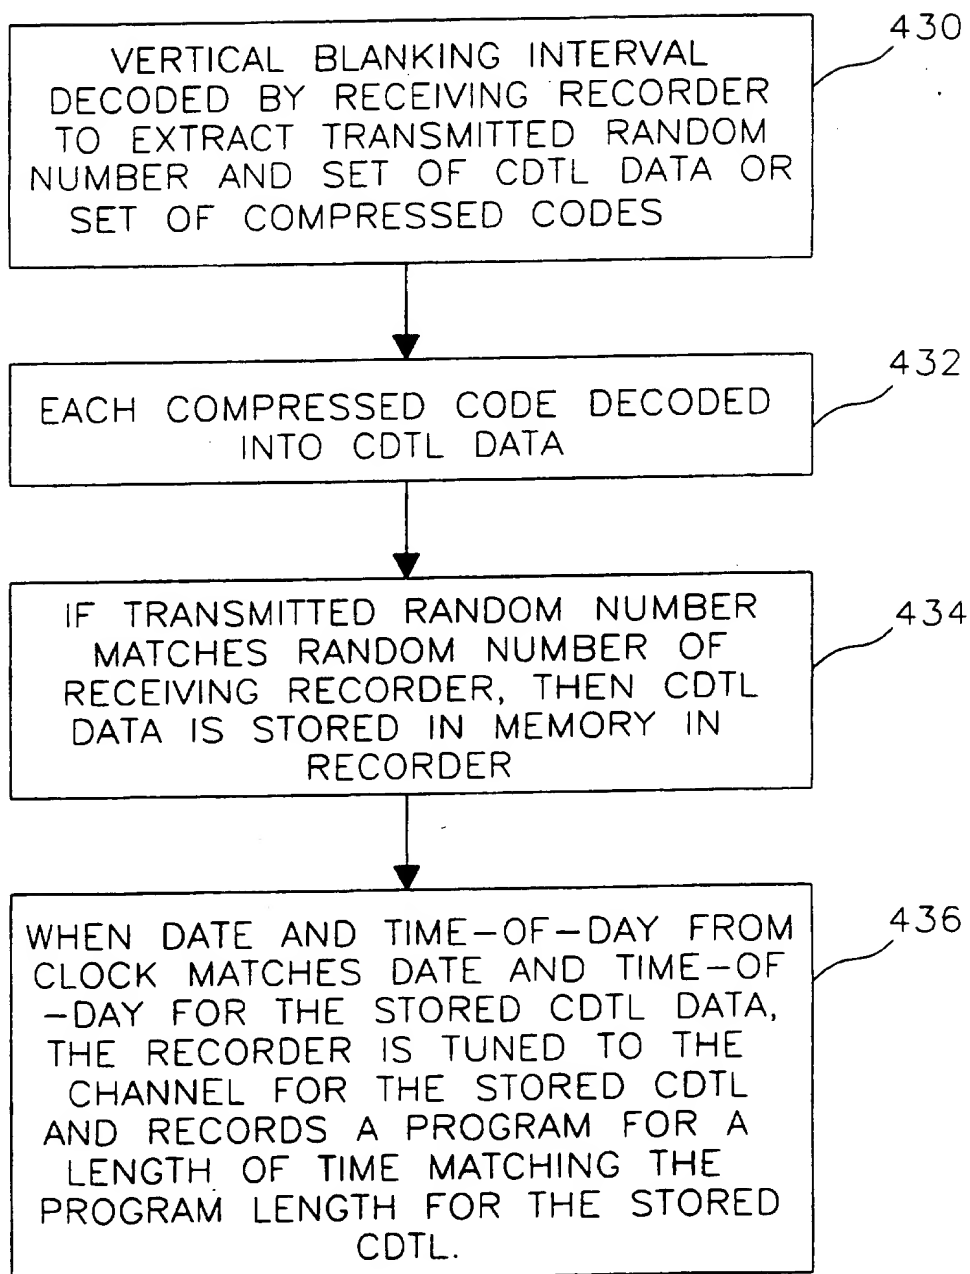 430
VERTICAL BLANKING INTERVAL
DECODED BY RECEIVING RECORDER
TO EXTRACT TRANSMITTED RANDOM
NUMBER AND SET OF CDTL DATA OR
SET OF COMPRESSED CODES
432
EACH COMPRESSED CODE DECODED
INTO CDTL DATA
434
IF TRANSMITTED RANDOM NUMBER
MATCHES RANDOM NUMBER OF
RECEIVING RECORDER, THEN CDTL
DATA IS STORED IN MEMORY IN
RECORDER
436
WHEN DATE AND TIME-OF-DAY FROM
CLOCK MATCHES DATE AND TIME-OF
-DAY FOR THE STORED CDTL DATA,
THE RECORDER IS TUNED TO THE
CHANNEL FOR THE STORED CDTL
AND RECORDS A PROGRAM FOR A
LENGTH OF TIME MATCHING THE
PROGRAM LENGTH FOR THE STORED
CDTL.